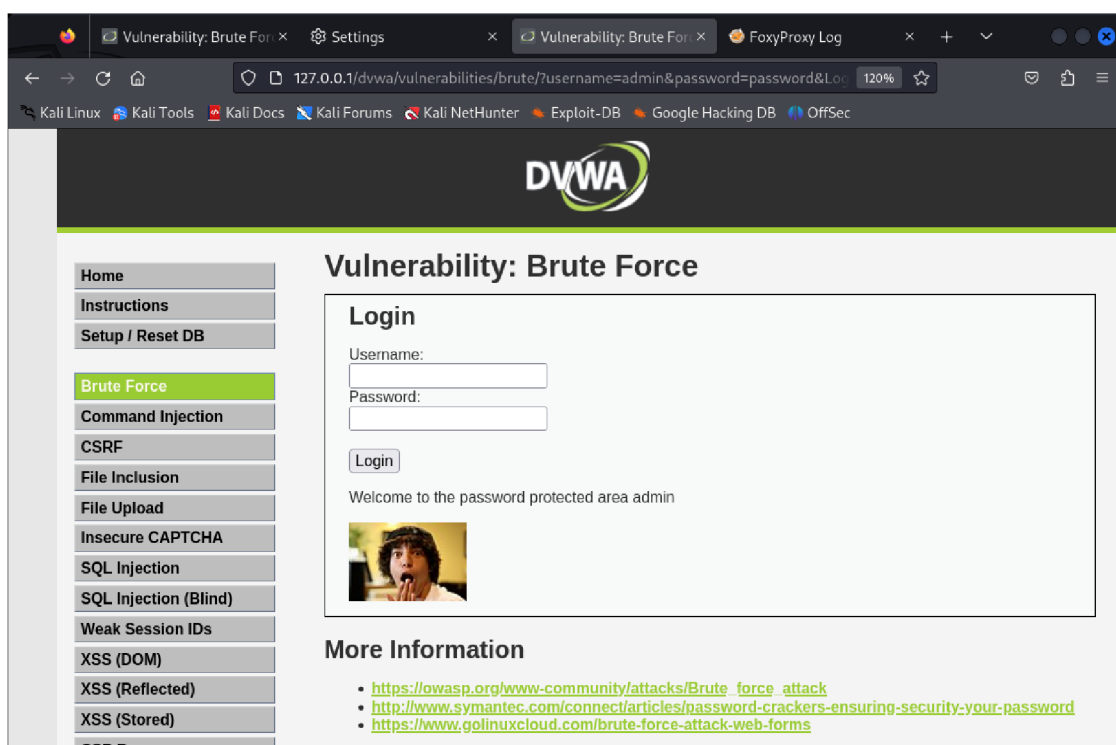 Vulnerability: Brute For
Settings
Vulnerability: Brute For
FoxyProxy Log
127.0.0.1/dvwa/vulnerabilities/brute/?username=admin&password=password&Log
120%
Kali Linux Kali Tools Kali Docs Kali Forums Kali NetHunter Exploit-DB Google Hacking DB OffSec
DVWA
Home
Instructions
Setup / Reset DB
Brute Force
Command Injection
CSRF
File Inclusion
File Upload
Insecure CAPTCHA
SQL Injection
SQL Injection (Blind)
Weak Session IDs
XSS (DOM)
XSS (Reflected)
XSS (Stored)
Vulnerability: Brute Force
Login
Username:
Password:
Login
Welcome to the password protected area admin
More Information
https://owasp.org/www-community/attacks/Brute_force_attack
http://www.symantec.com/connect/articles/password-crackers-ensuring-security-your-password
https://www.golinuxcloud.com/brute-force-attack-web-forms